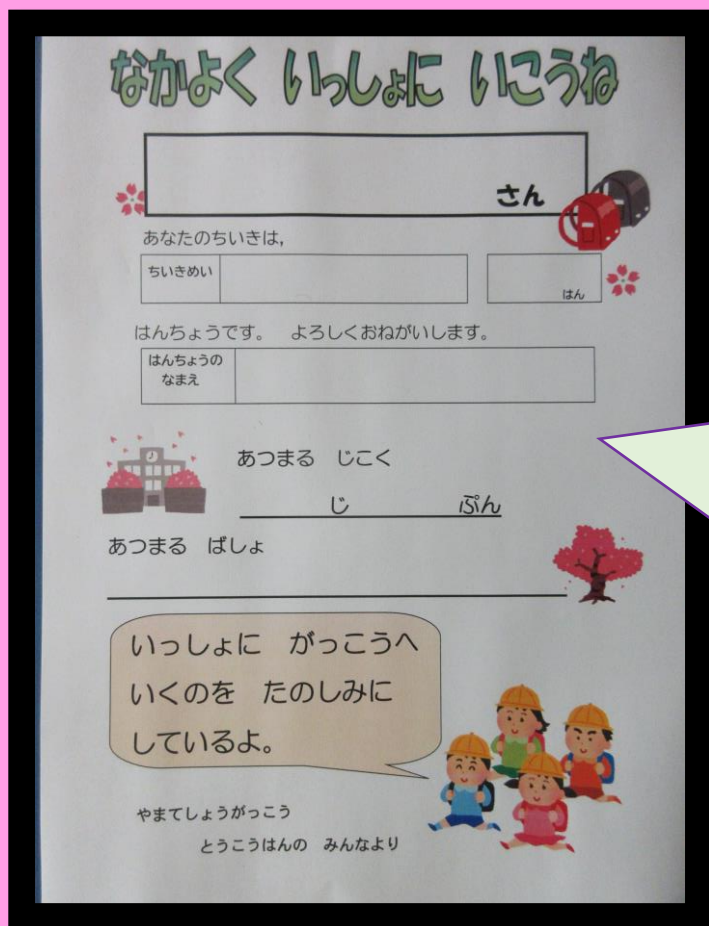 なかよく いっしょに いこうね
さん
あなたのちいきは,
ちいきめい
はん
はんちょうです。 よろしくおねがいします。
はんちょうの
なまえ
あつまる じこく
じ ぷん
あつまる ばしょ
いっしょに がっこうへ
いくのを たのしみに
しているよ。
やまてしょうがっこう
とうこうはんの みんなより